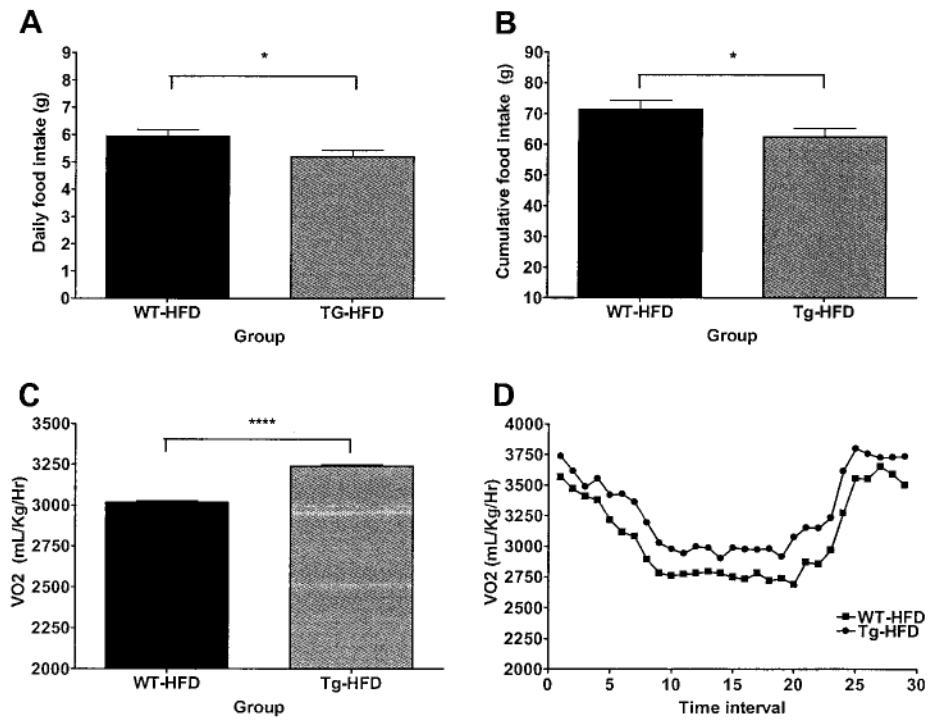 A
Daily food intake (g)
9
8
7
6
5
4
3
2
1
0
*
WT-HFD
TG-HFD
Group
B
Cumulative food intake (g)
90
80
70
60
50
40
30
20
10
*
WT-HFD
Tg-HFD
Group
C
VO2 (mL/Kg/Hr)
3500
3250
3000
2750
2500
2250
2000
****
WT-HFD
Tg-HFD
Group
D
VO2 (mL/Kg/Hr)
4000
3750
3500
3250
3000
2750
2500
2250
2000
WT-HFD
Tg-HFD
0
5
10
15
20
25
30
Time interval